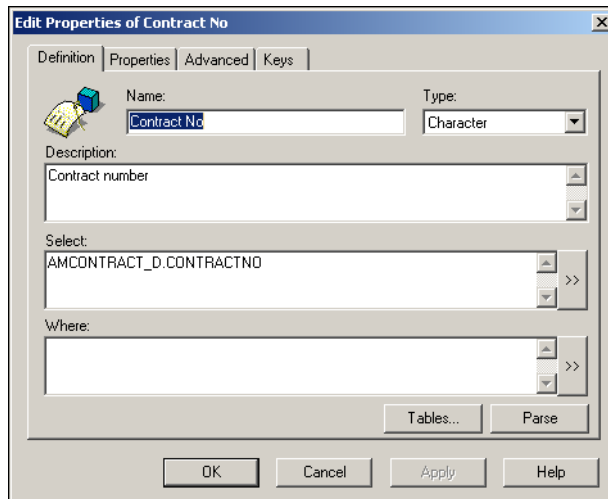 Edit Properties of Contract No
Definition Properties Advanced Keys
Name: Type:
Contract No Character
Description:
Contract number
Select:
AMCONTRACT_D.CONTRACTNO
>>
Where:
>>
Tables... Parse
OK Cancel Apply Help